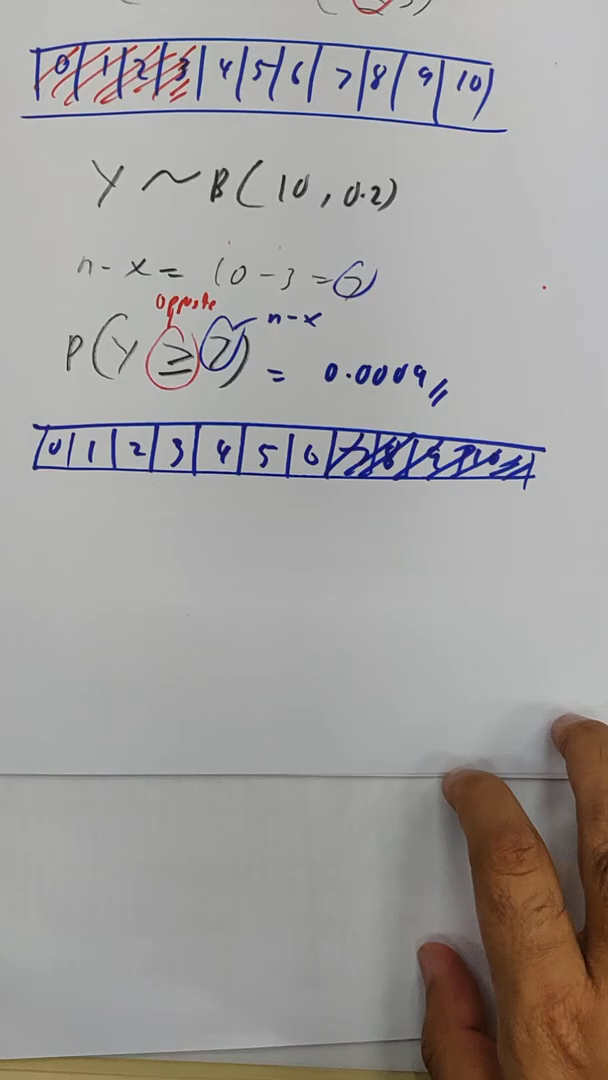 0 | 1 | 2 | 3 | 4 | 5 | 6 | 7 | 8 | 9 | 10
Y ~ B(10, 0.2)
n - x = 10 - 3 =
opposite
n-x
P(Y ≥ 7) = 0.0009
0 | 1 | 2 | 3 | 4 | 5 | 6 | 7 | 8 | 9 | 10